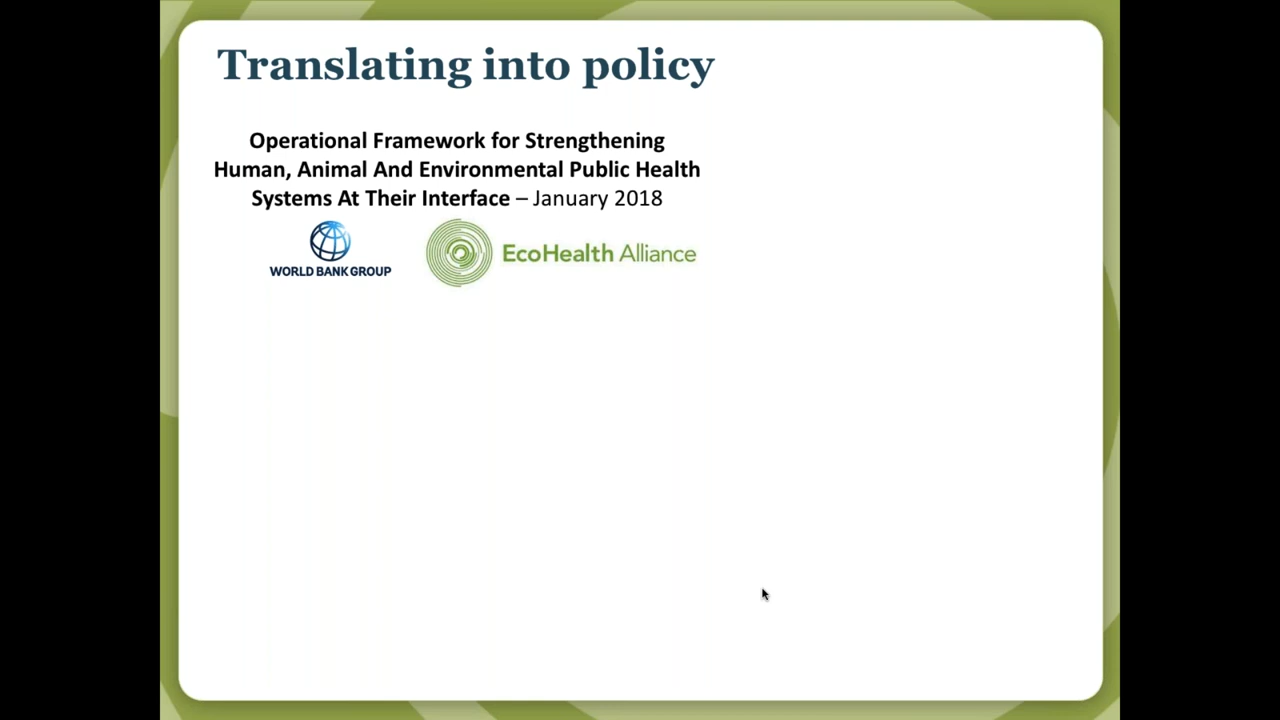 Translating into policy
Operational Framework for Strengthening
Human, Animal And Environmental Public Health
Systems At Their Interface – January 2018
WORLD BANK GROUP
EcoHealth Alliance